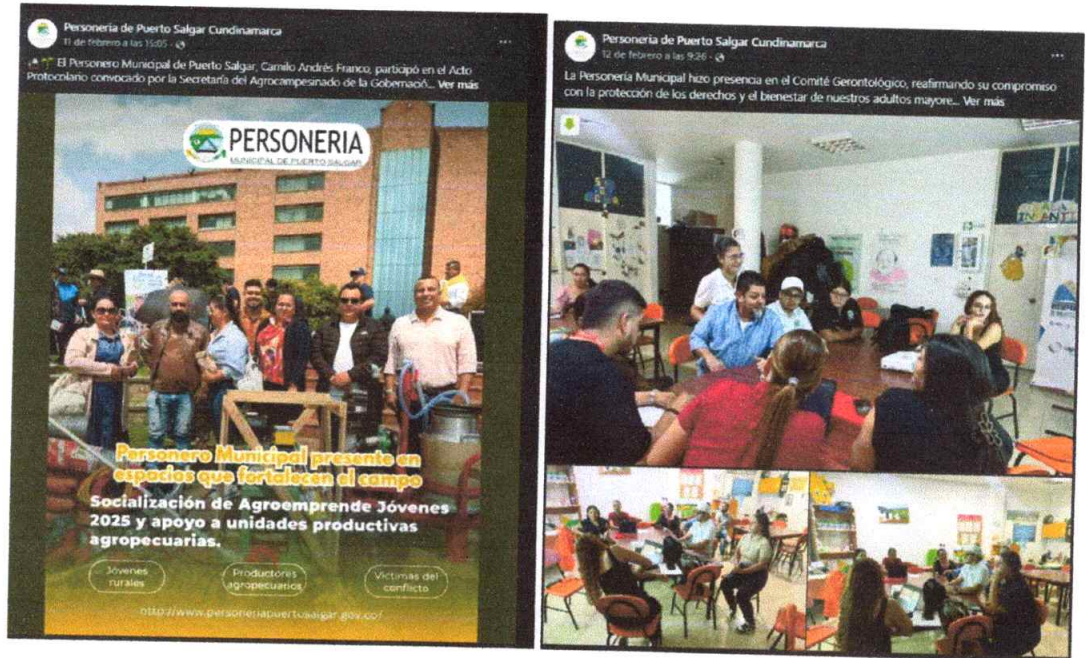 Personeria de Puerto Salgar Cundinamarca
11 de febrero a las 15:05
El Personero Municipal de Puerto Salgar, Camilo Andrés Franco, participó en el Acto
Protocolario convocado por la Secretaría del Agrocampesinado de la Gobernació... Ver más
PERSONERIA
MUNICIPAL DE PUERTO SALGAR
Personero Municipal presente en
espacios que fortalecen el campo
Socialización de Agroemprende Jóvenes
2025 y apoyo a unidades productivas
agropecuarias.
Jóvenes
rurales
Productores
agropecuarios
Víctimas del
conflicto
http://www.personeriapuertosalgar.gov.co/
Personeria de Puerto Salgar Cundinamarca
12 de febrero a las 9:26
La Personería Municipal hizo presencia en el Comité Gerontológico, reafirmando su compromiso
con la protección de los derechos y el bienestar de nuestros adultos mayore... Ver más